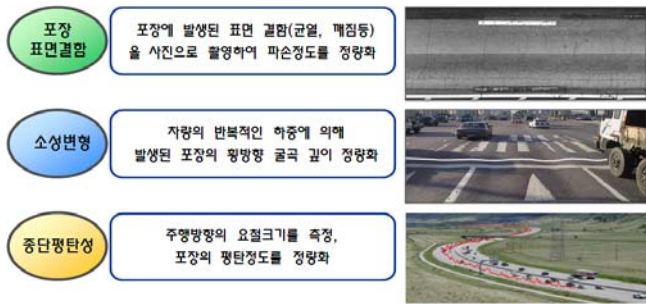 포장
표면결함
포장에 발생된 표면 결함(균열, 깨짐등)
을 사진으로 촬영하여 파손정도를 정량화
소성변형
차량의 반복적인 하중에 의해
발생된 포장의 횡방향 굴곡 깊이 정량화
종단평탄성
주행방향의 요철크기를 측정,
포장의 평탄정도를 정량화